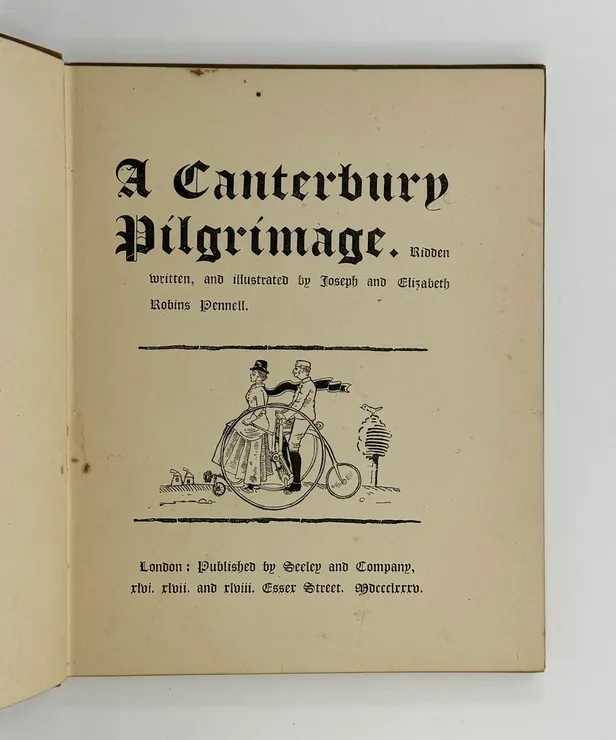 A Canterbury
Pilgrimage. Ridden
written, and illustrated by Joseph and Elizabeth
Robins Pennell.
London: Published by Seeley and Company,
xlvi. xlvii. and xlviii. Essex Street. Mdccclxxxv.